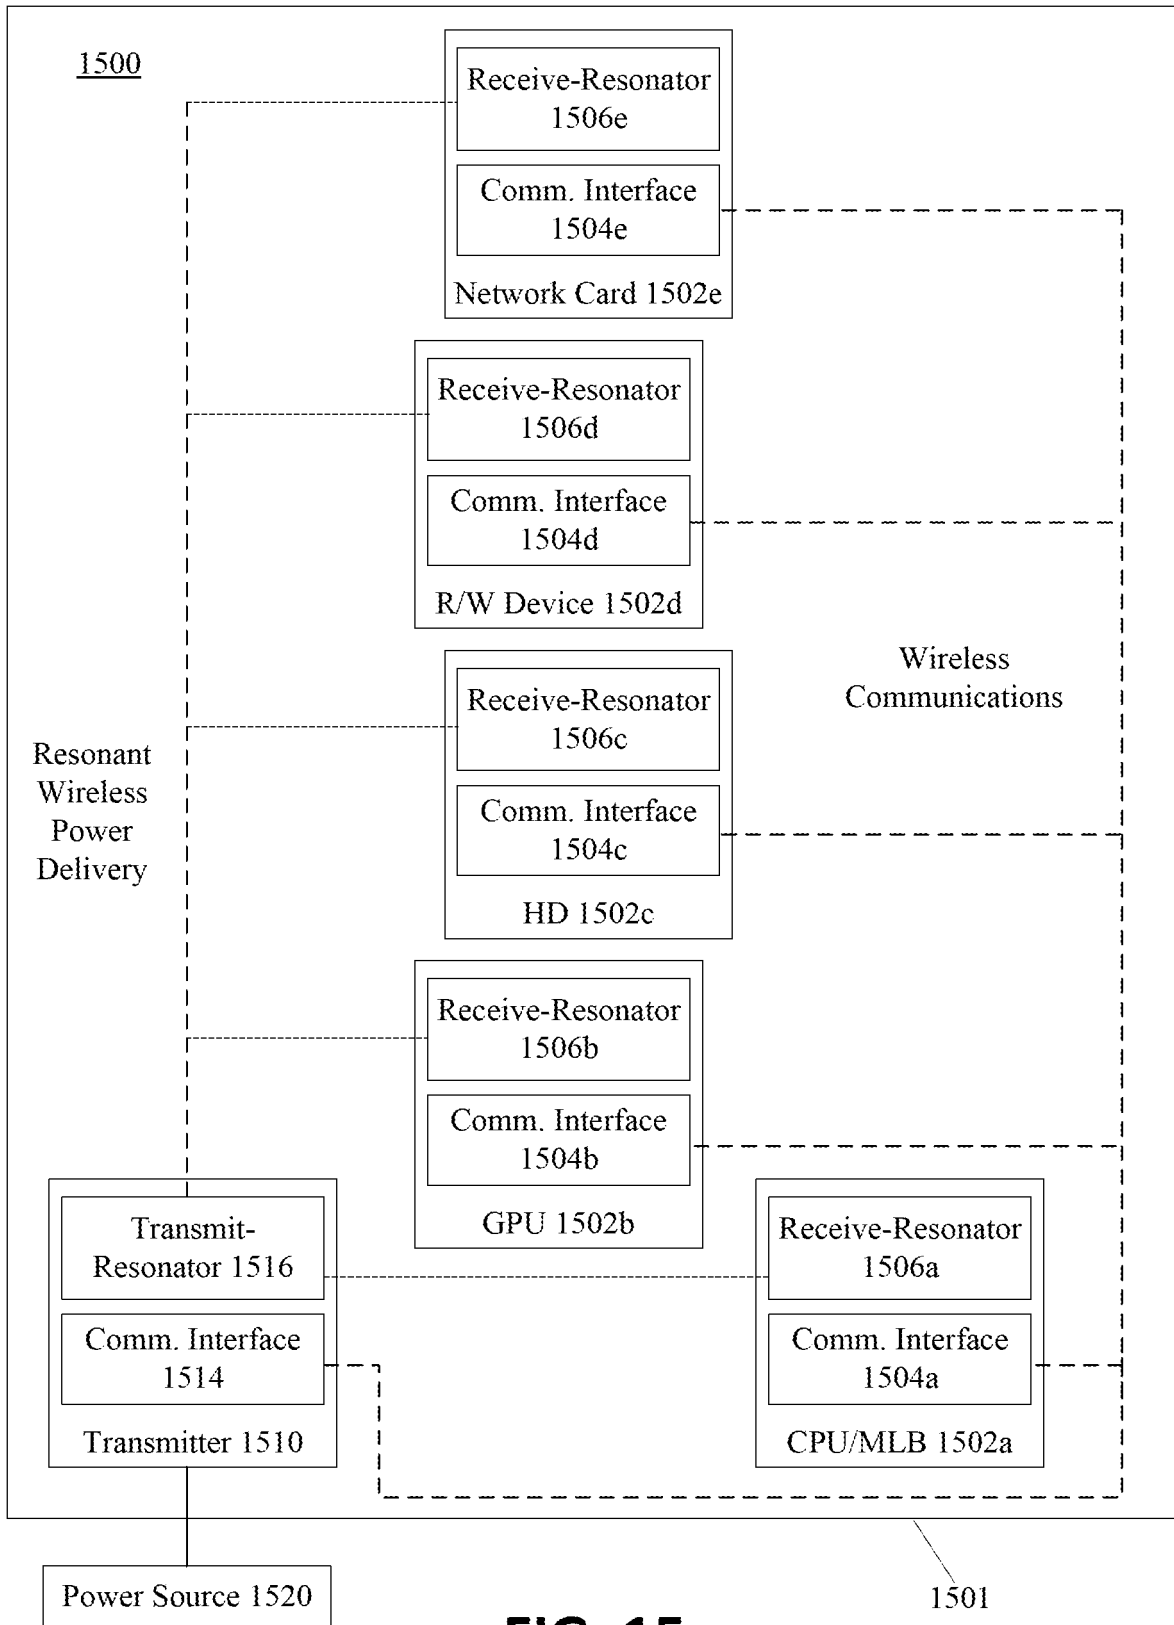 1500
Receive-Resonator
1506e
Comm. Interface
1504e
Network Card 1502e
Receive-Resonator
1506d
Comm. Interface
1504d
R/W Device 1502d
Wireless
Communications
Receive-Resonator
1506c
Comm. Interface
1504c
HD 1502c
Resonant
Wireless
Power
Delivery
Receive-Resonator
1506b
Comm. Interface
1504b
GPU 1502b
Transmit-
Resonator 1516
Comm. Interface
1514
Transmitter 1510
Receive-Resonator
1506a
Comm. Interface
1504a
CPU/MLB 1502a
Power Source 1520
1501